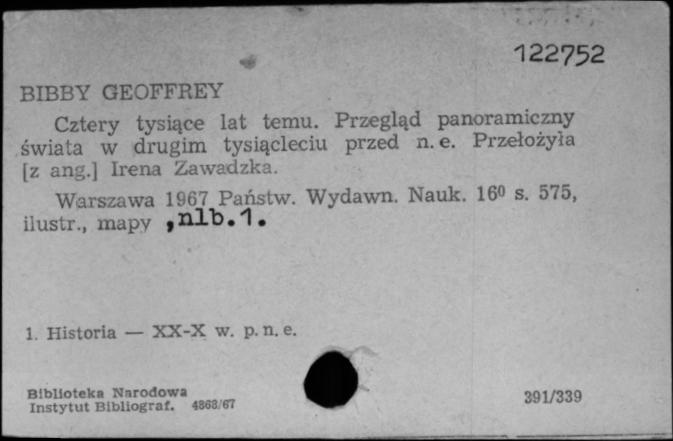 122752
BIBBY GEOFFREY
Cztery tysiące lat temu. Przegląd panoramiczny
świata w drugim tysiącleciu przed n. e. Przełożyła
[z ang.] Irena Zawadzka.
Warszawa 1967 Państw. Wydawn. Nauk. 16⁰ s. 575,
ilustr., mapy ,nlb.1.
1. Historia — XX-X w. p. n. e.
Biblioteka Narodowa
Instytut Bibliograf. 4868/67
391/339